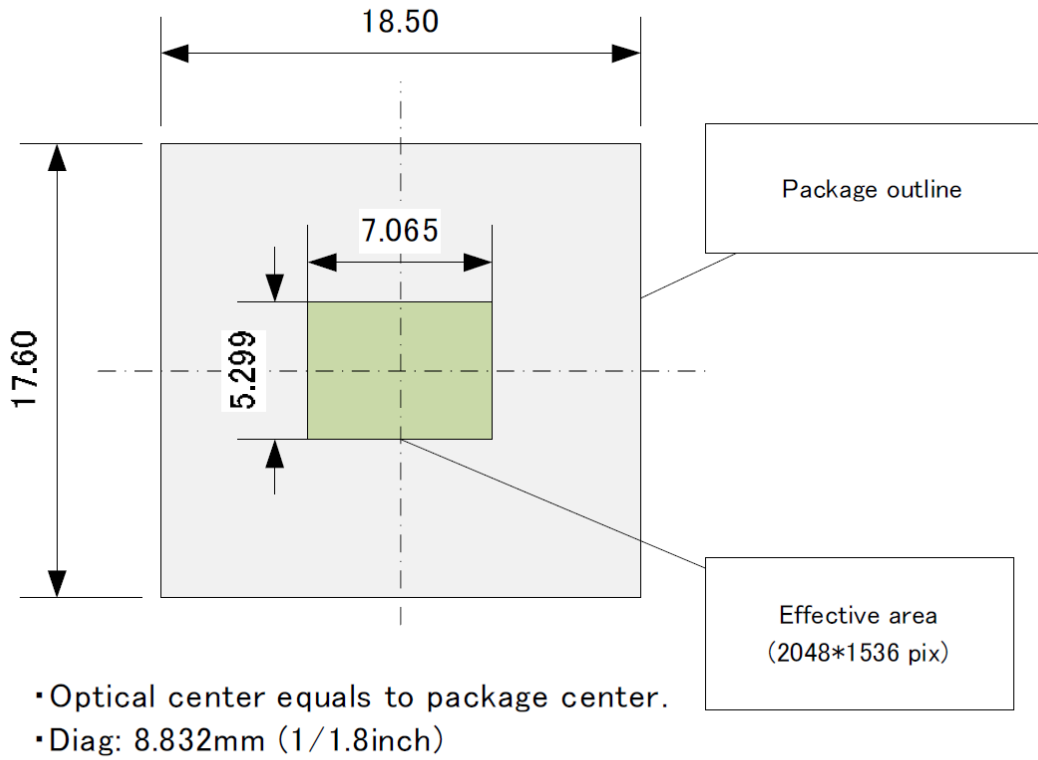 18.50
Package outline
7.065
5.299
17.60
Effective area
(2048*1536 pix)
・Optical center equals to package center.
・Diag: 8.832mm (1/1.8inch)